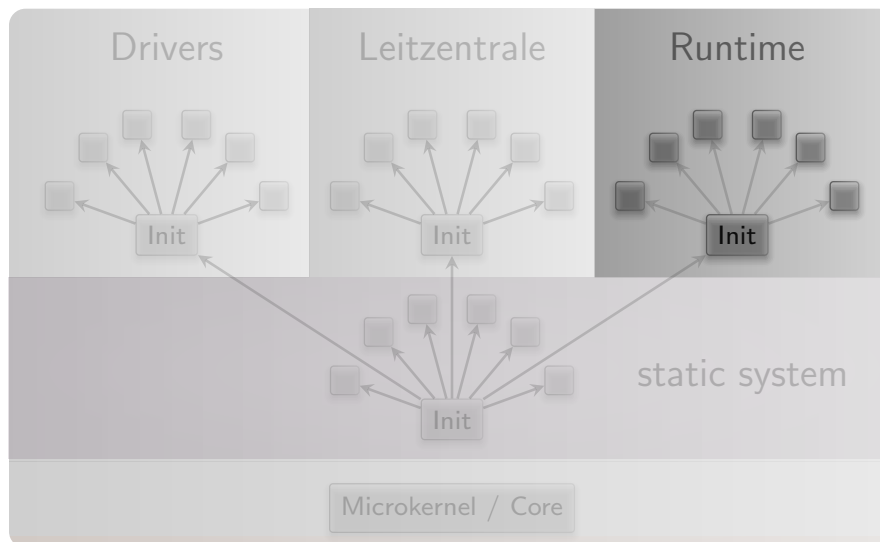 Drivers
Leitzentrale
Runtime
Init
Init
Init
static system
Init
Microkernel / Core